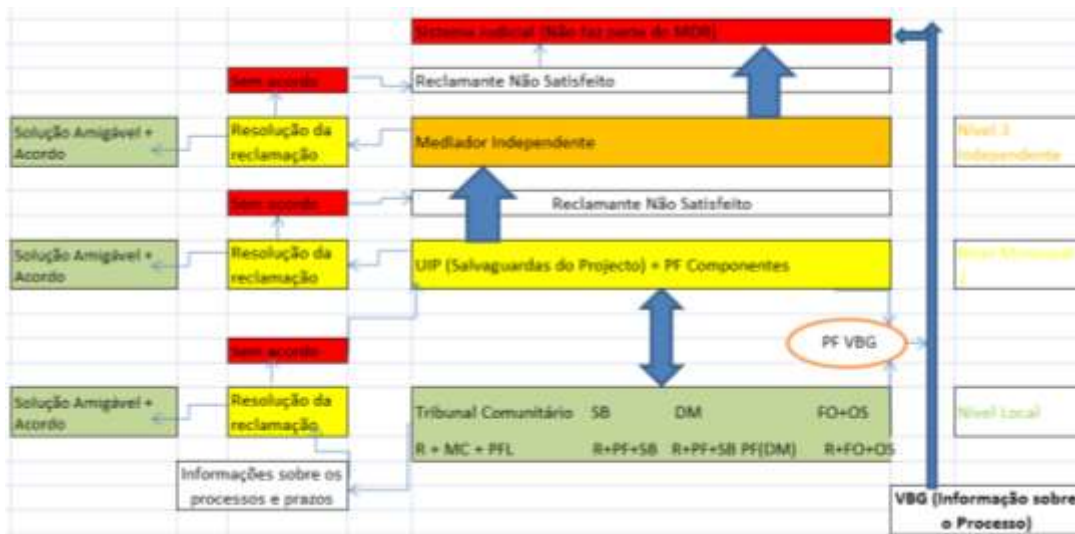 Sistema Judicial (Não faz parte do MDR)
Sem acordo
Reclamante Não Satisfeito
Solução Amigável +
Acordo
Resolução da
reclamação
Mediador Independente
Nível 3
Independente
Sem acordo
Reclamante Não Satisfeito
Solução Amigável +
Acordo
Resolução da
reclamação
UIP (Salvaguardas do Projecto) + PF Componentes
PF VBG
Sem acordo
Solução Amigável +
Acordo
Resolução da
reclamação
Tribunal Comunitário SB DM FO+OS
R + MC + PFL R+PF+SB R+PF+SB PF(DM) R+FO+OS
Nível Local
Informações sobre os
processos e prazos
VBG (Informação sobre
o Processo)